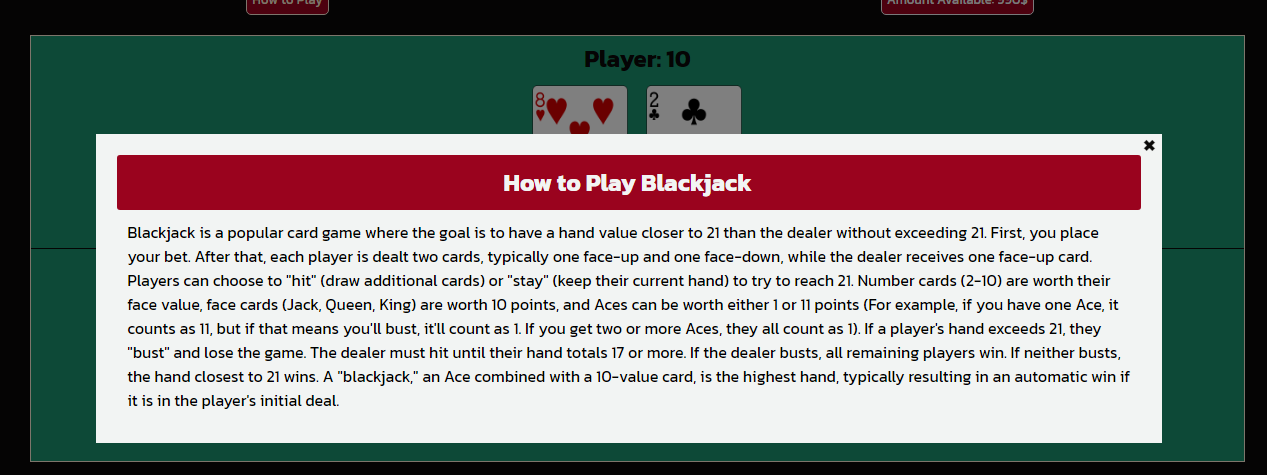 How to Play
Amount Available: 990$
Player: 10
8
2
✖
How to Play Blackjack
Blackjack is a popular card game where the goal is to have a hand value closer to 21 than the dealer without exceeding 21. First, you place
your bet. After that, each player is dealt two cards, typically one face-up and one face-down, while the dealer receives one face-up card.
Players can choose to "hit" (draw additional cards) or "stay" (keep their current hand) to try to reach 21. Number cards (2-10) are worth their
face value, face cards (Jack, Queen, King) are worth 10 points, and Aces can be worth either 1 or 11 points (For example, if you have one Ace, it
counts as 11, but if that means you'll bust, it'll count as 1. If you get two or more Aces, they all count as 1). If a player's hand exceeds 21, they
"bust" and lose the game. The dealer must hit until their hand totals 17 or more. If the dealer busts, all remaining players win. If neither busts,
the hand closest to 21 wins. A "blackjack," an Ace combined with a 10-value card, is the highest hand, typically resulting in an automatic win if
it is in the player's initial deal.